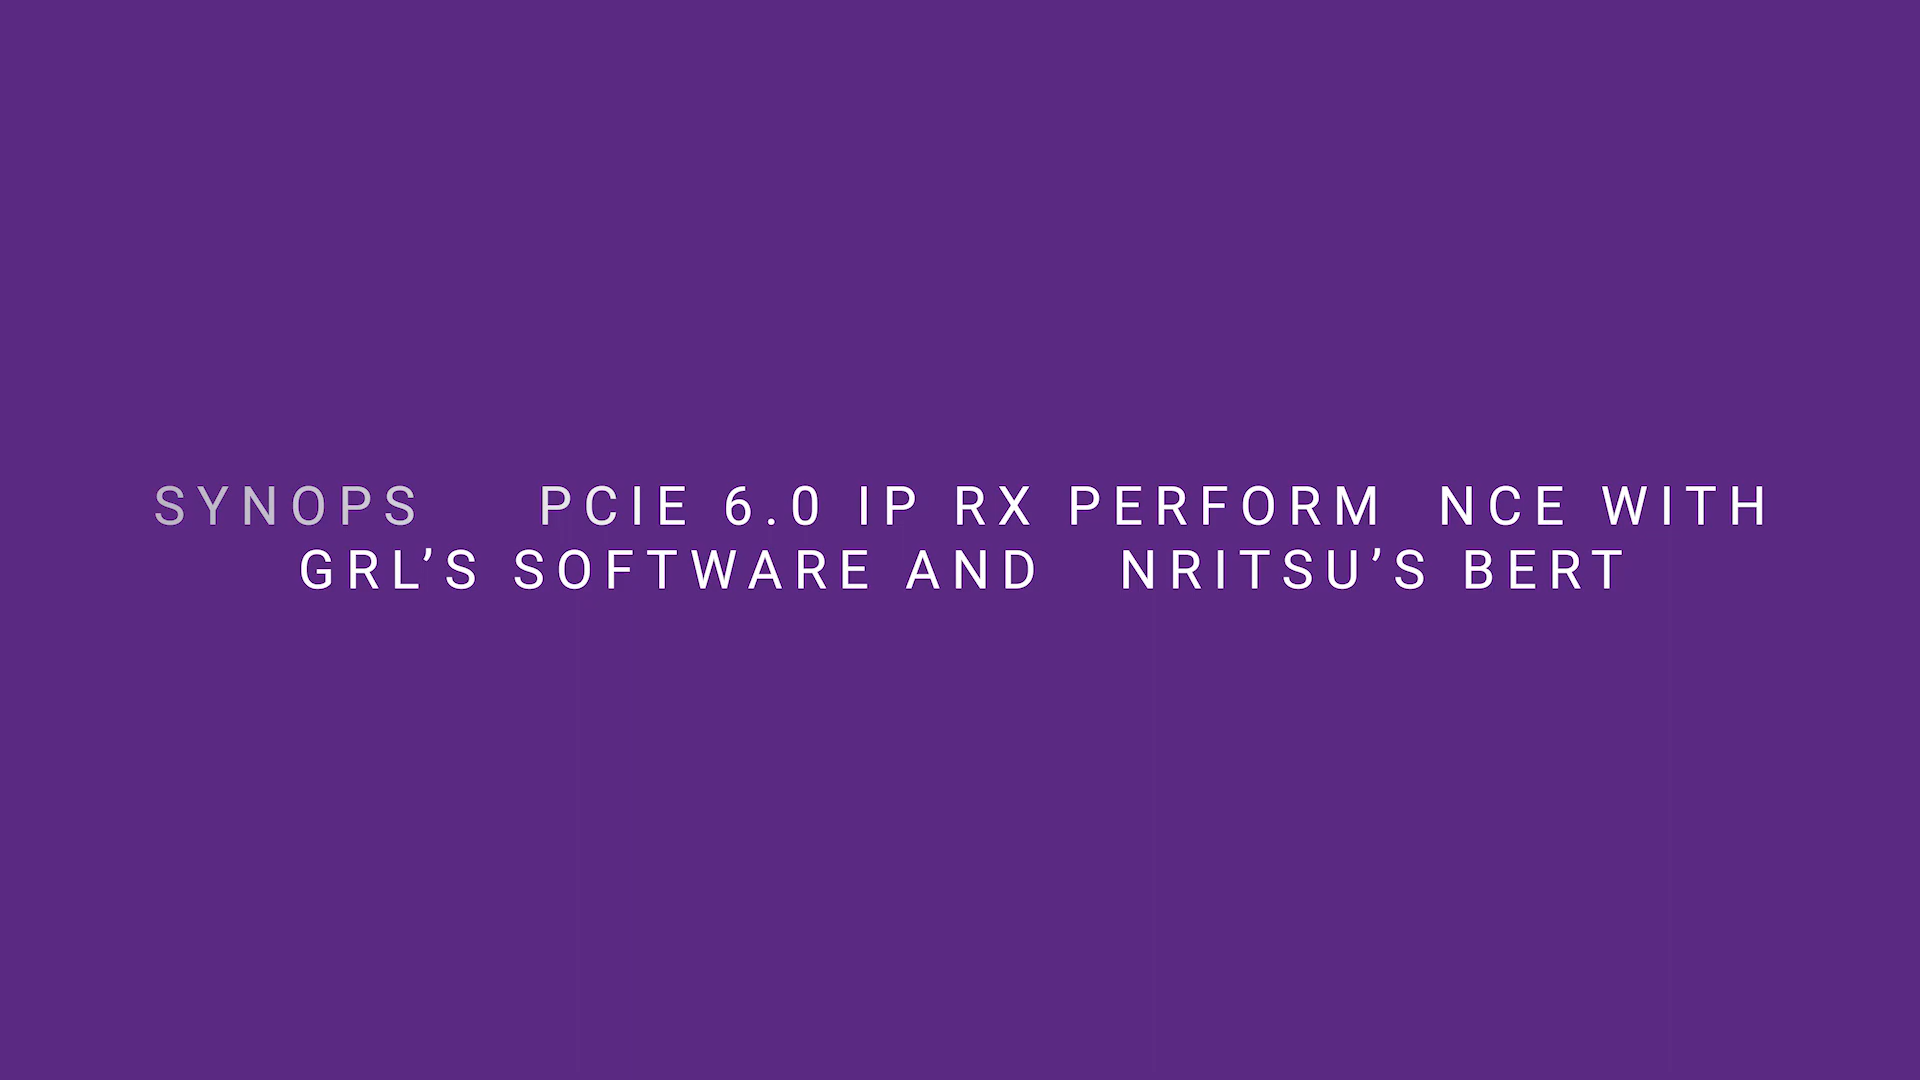 SYNOPS PCIE 6.0 IP RX PERFORM NCE WITH
GRL’S SOFTWARE AND NRITSU’S BERT